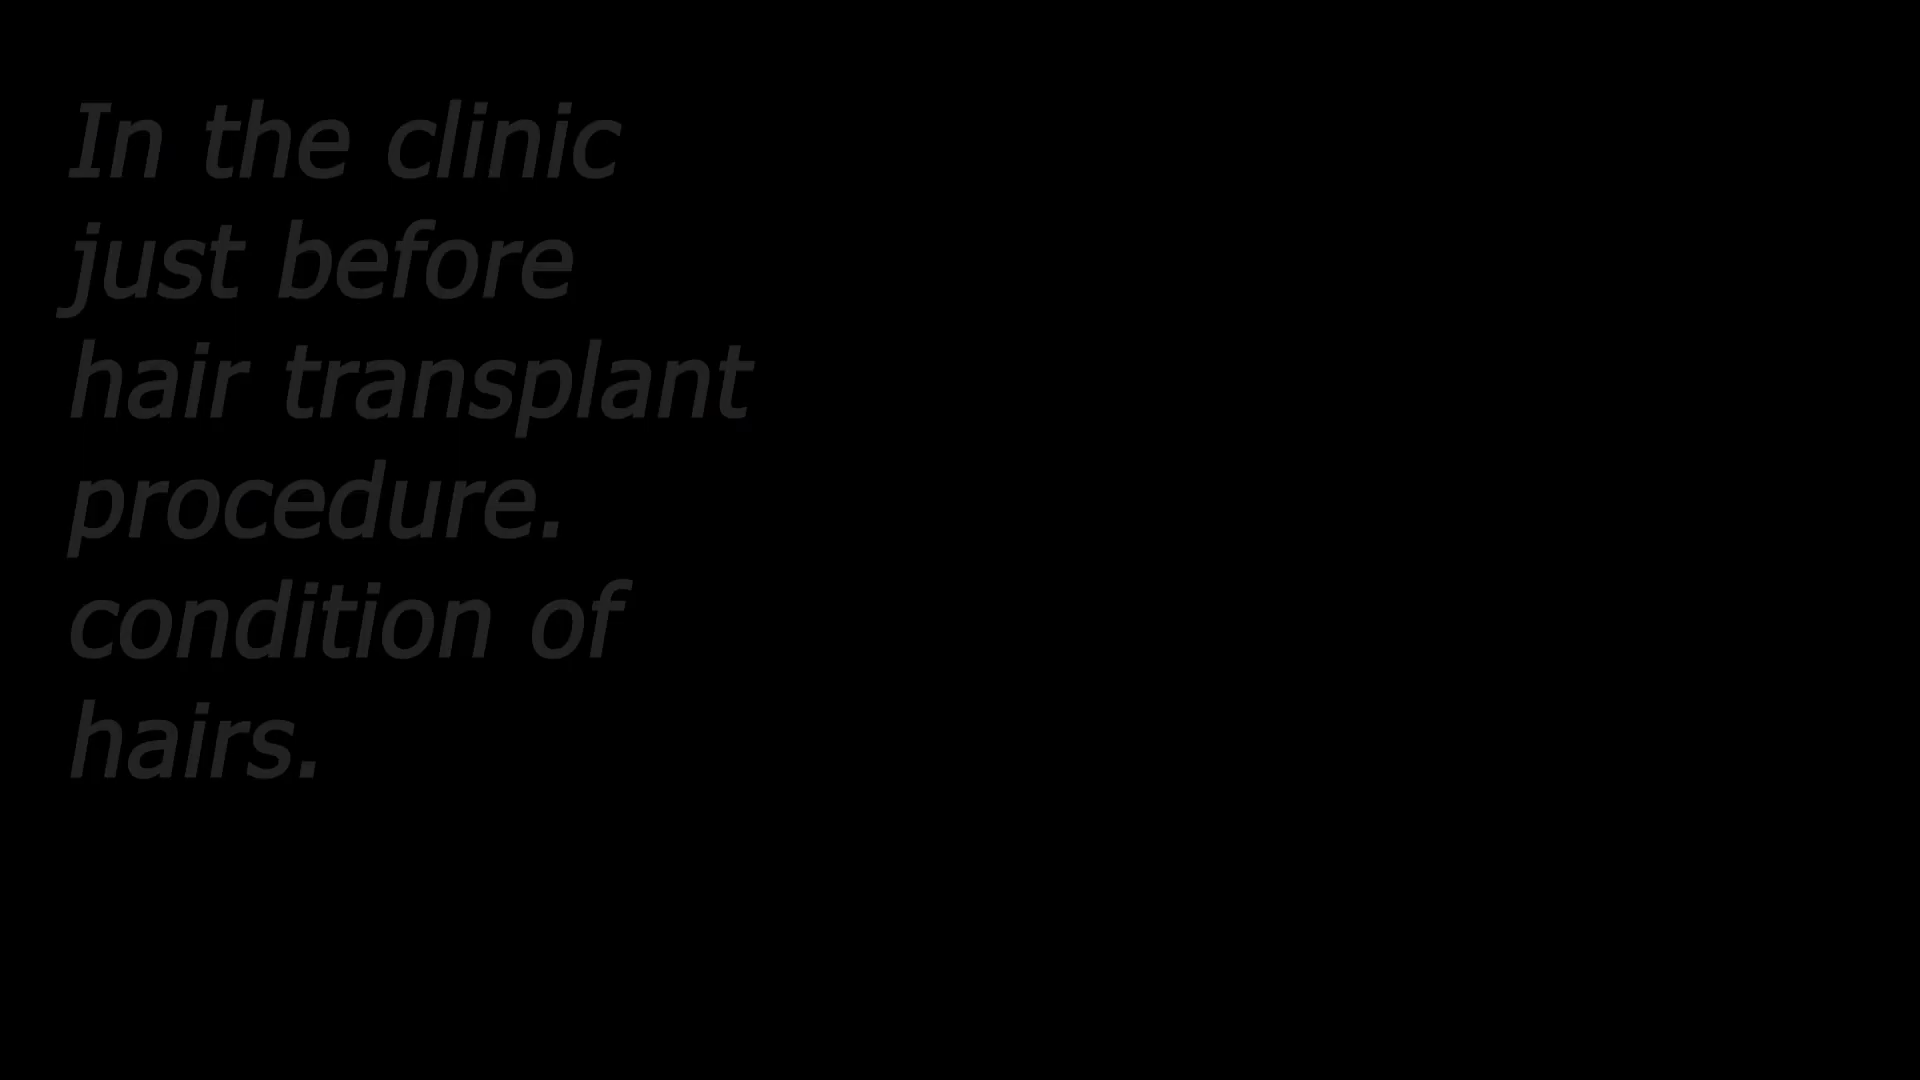 In the clinic
just before
hair transplant
procedure.
condition of
hairs.